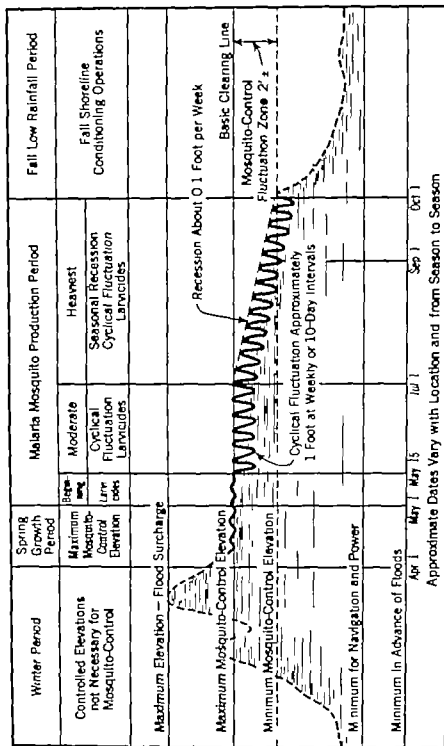 Winter Period
Spring
Growth
Period
Malaria Mosquito Production Period
Fall Low Rainfall Period
Controlled Elevations
not Necessary for
Mosquito-Control
Maximum
Mosquito-
Control
Elevation
Begin-
ning
Larvi-
cides
Moderate
Cyclical
Fluctuation
Larvicides
Heaviest
Seasonal Recession
Cyclical Fluctuation
Larvicides
Fall Shoreline
Conditioning Operations
Maximum Elevation – Flood Surcharge
Recession About 0.1 Foot per Week
Basic Clearing Line
Maximum Mosquito-Control Elevation
Mosquito-Control
Fluctuation Zone 2'±
Minimum Mosquito-Control Elevation
Cyclical Fluctuation Approximately
1 Foot at Weekly or 10-Day Intervals
Minimum for Navigation and Power
Minimum In Advance of Floods
Apr 1
May 1
May 15
Jul 1
Sep 1
Oct 1
Approximate Dates Vary with Location and from Season to Season